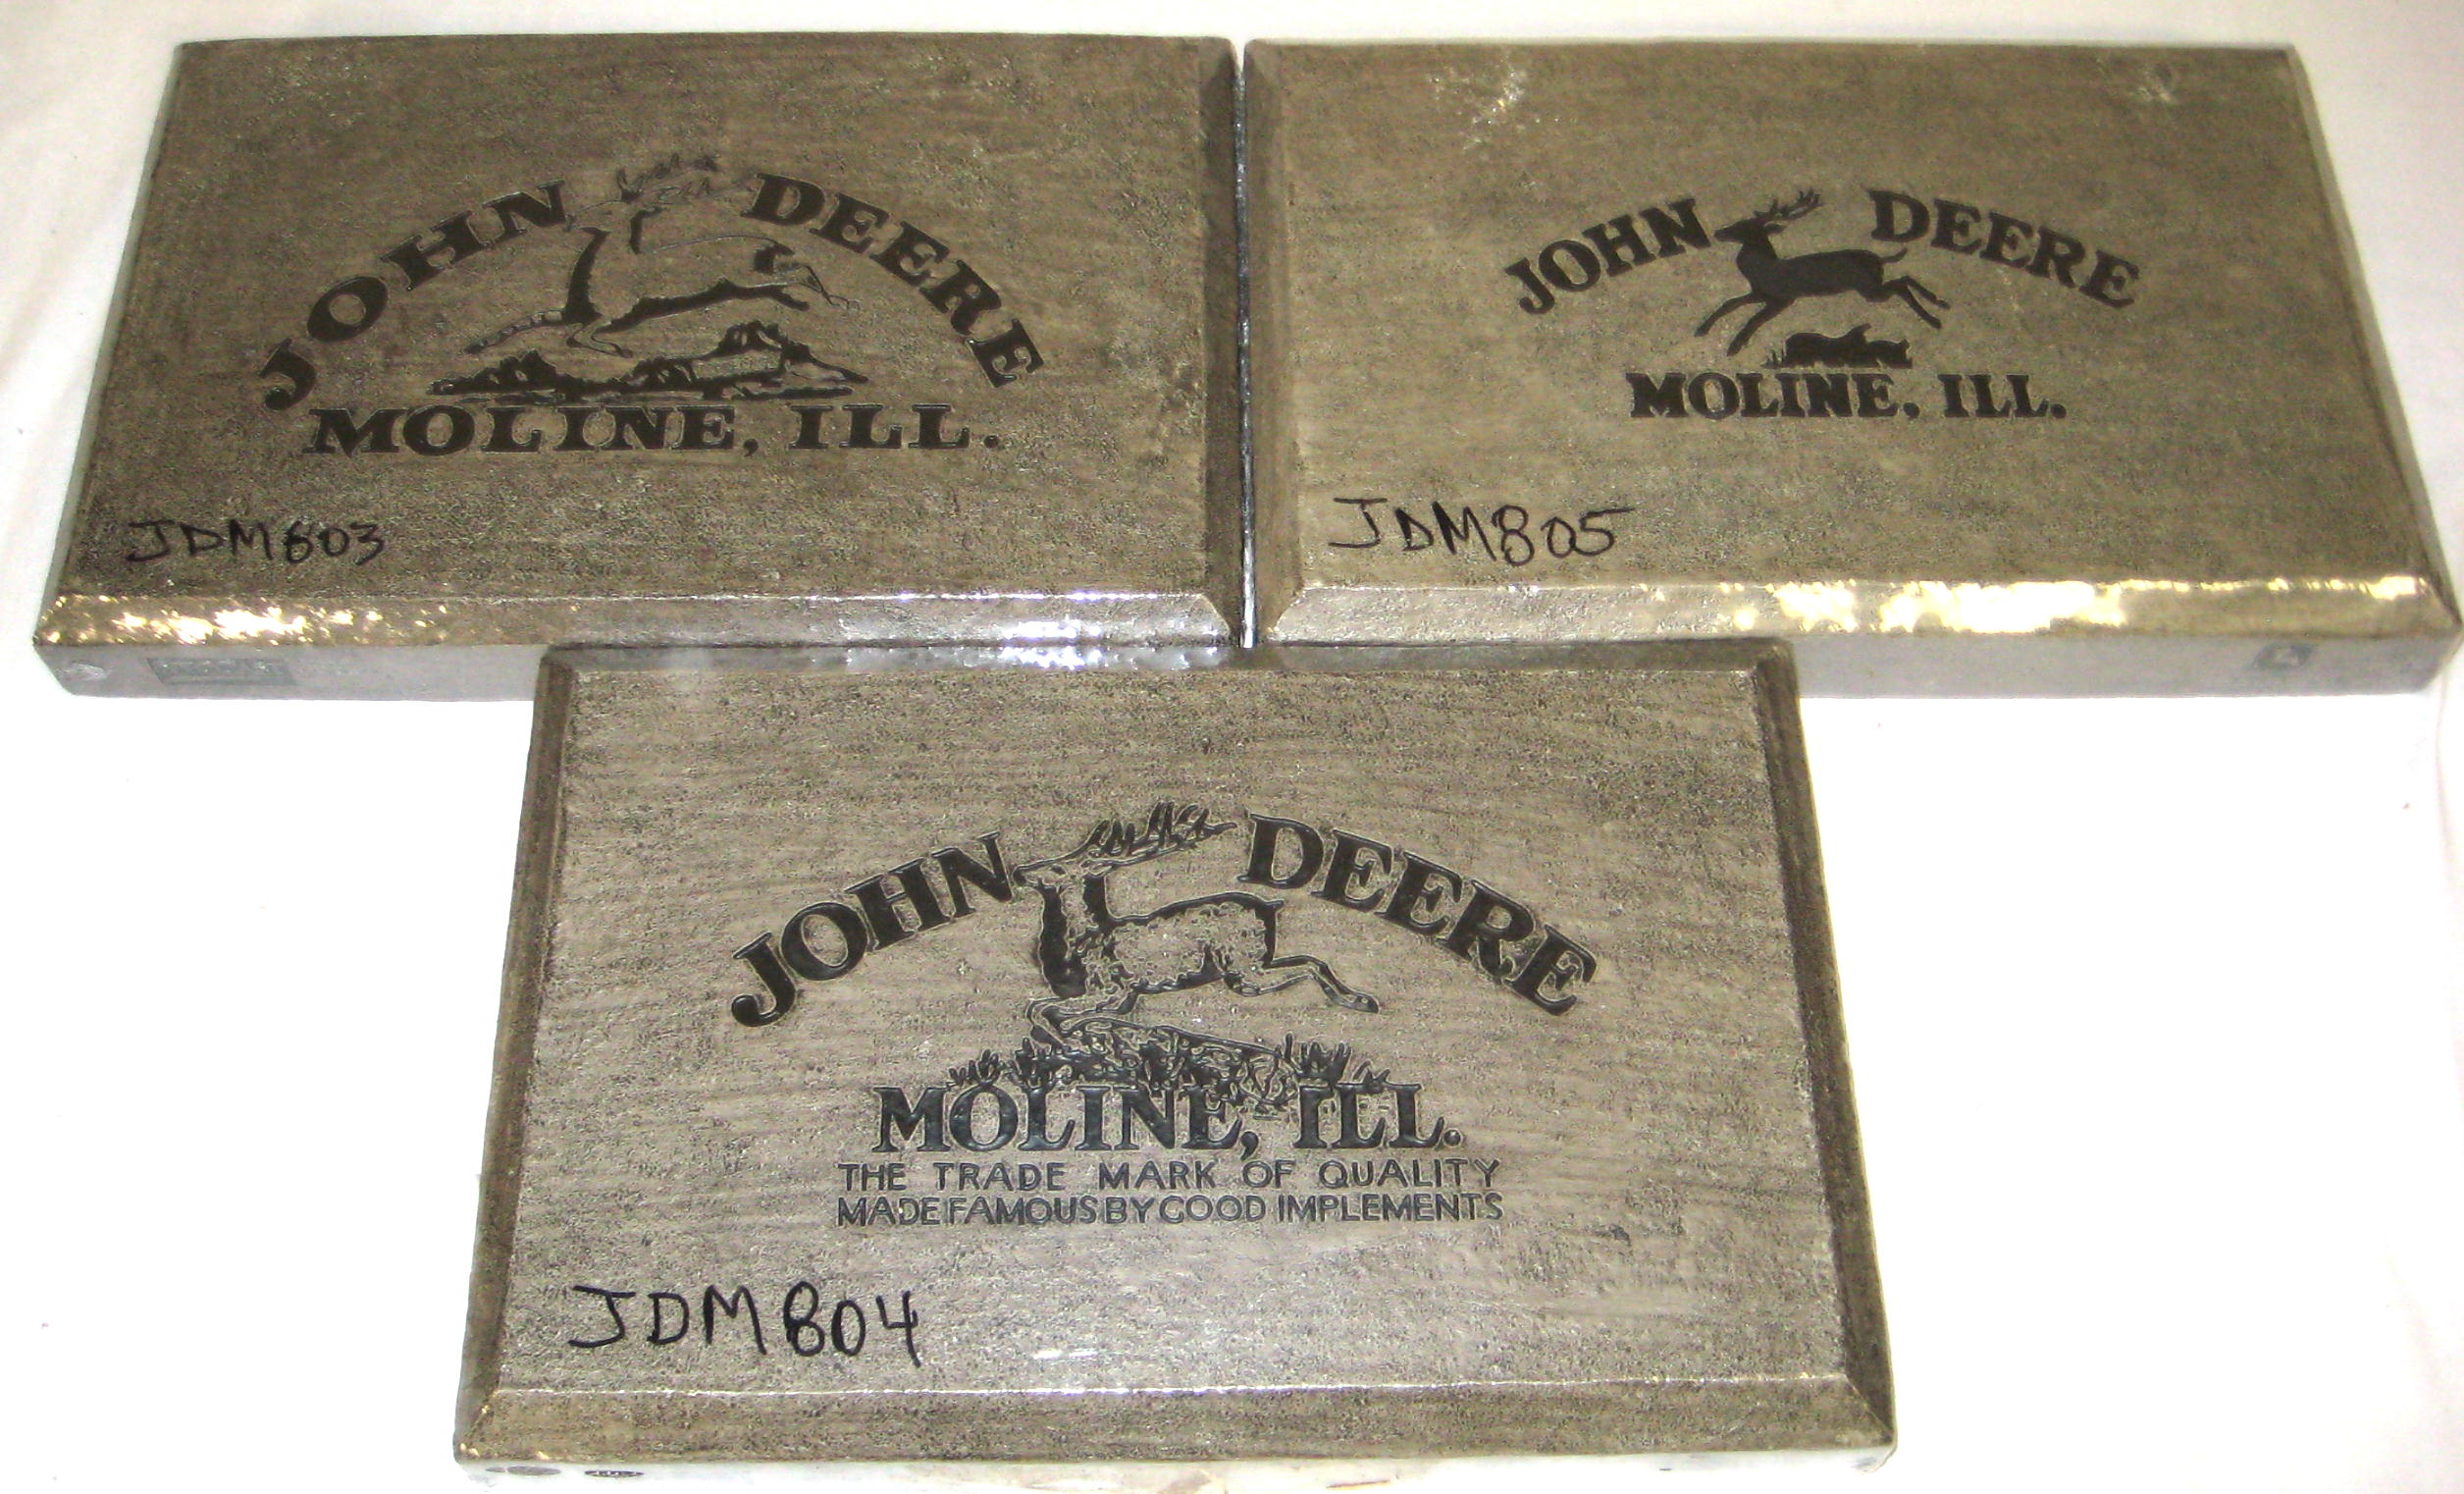 JOHN DEERE
MOLINE, ILL.
JDM803
JOHN DEERE
MOLINE, ILL.
JDM805
JOHN DEERE
MOLINE, ILL.
THE TRADE MARK OF QUALITY
MADE FAMOUS BY GOOD IMPLEMENTS
JDM804